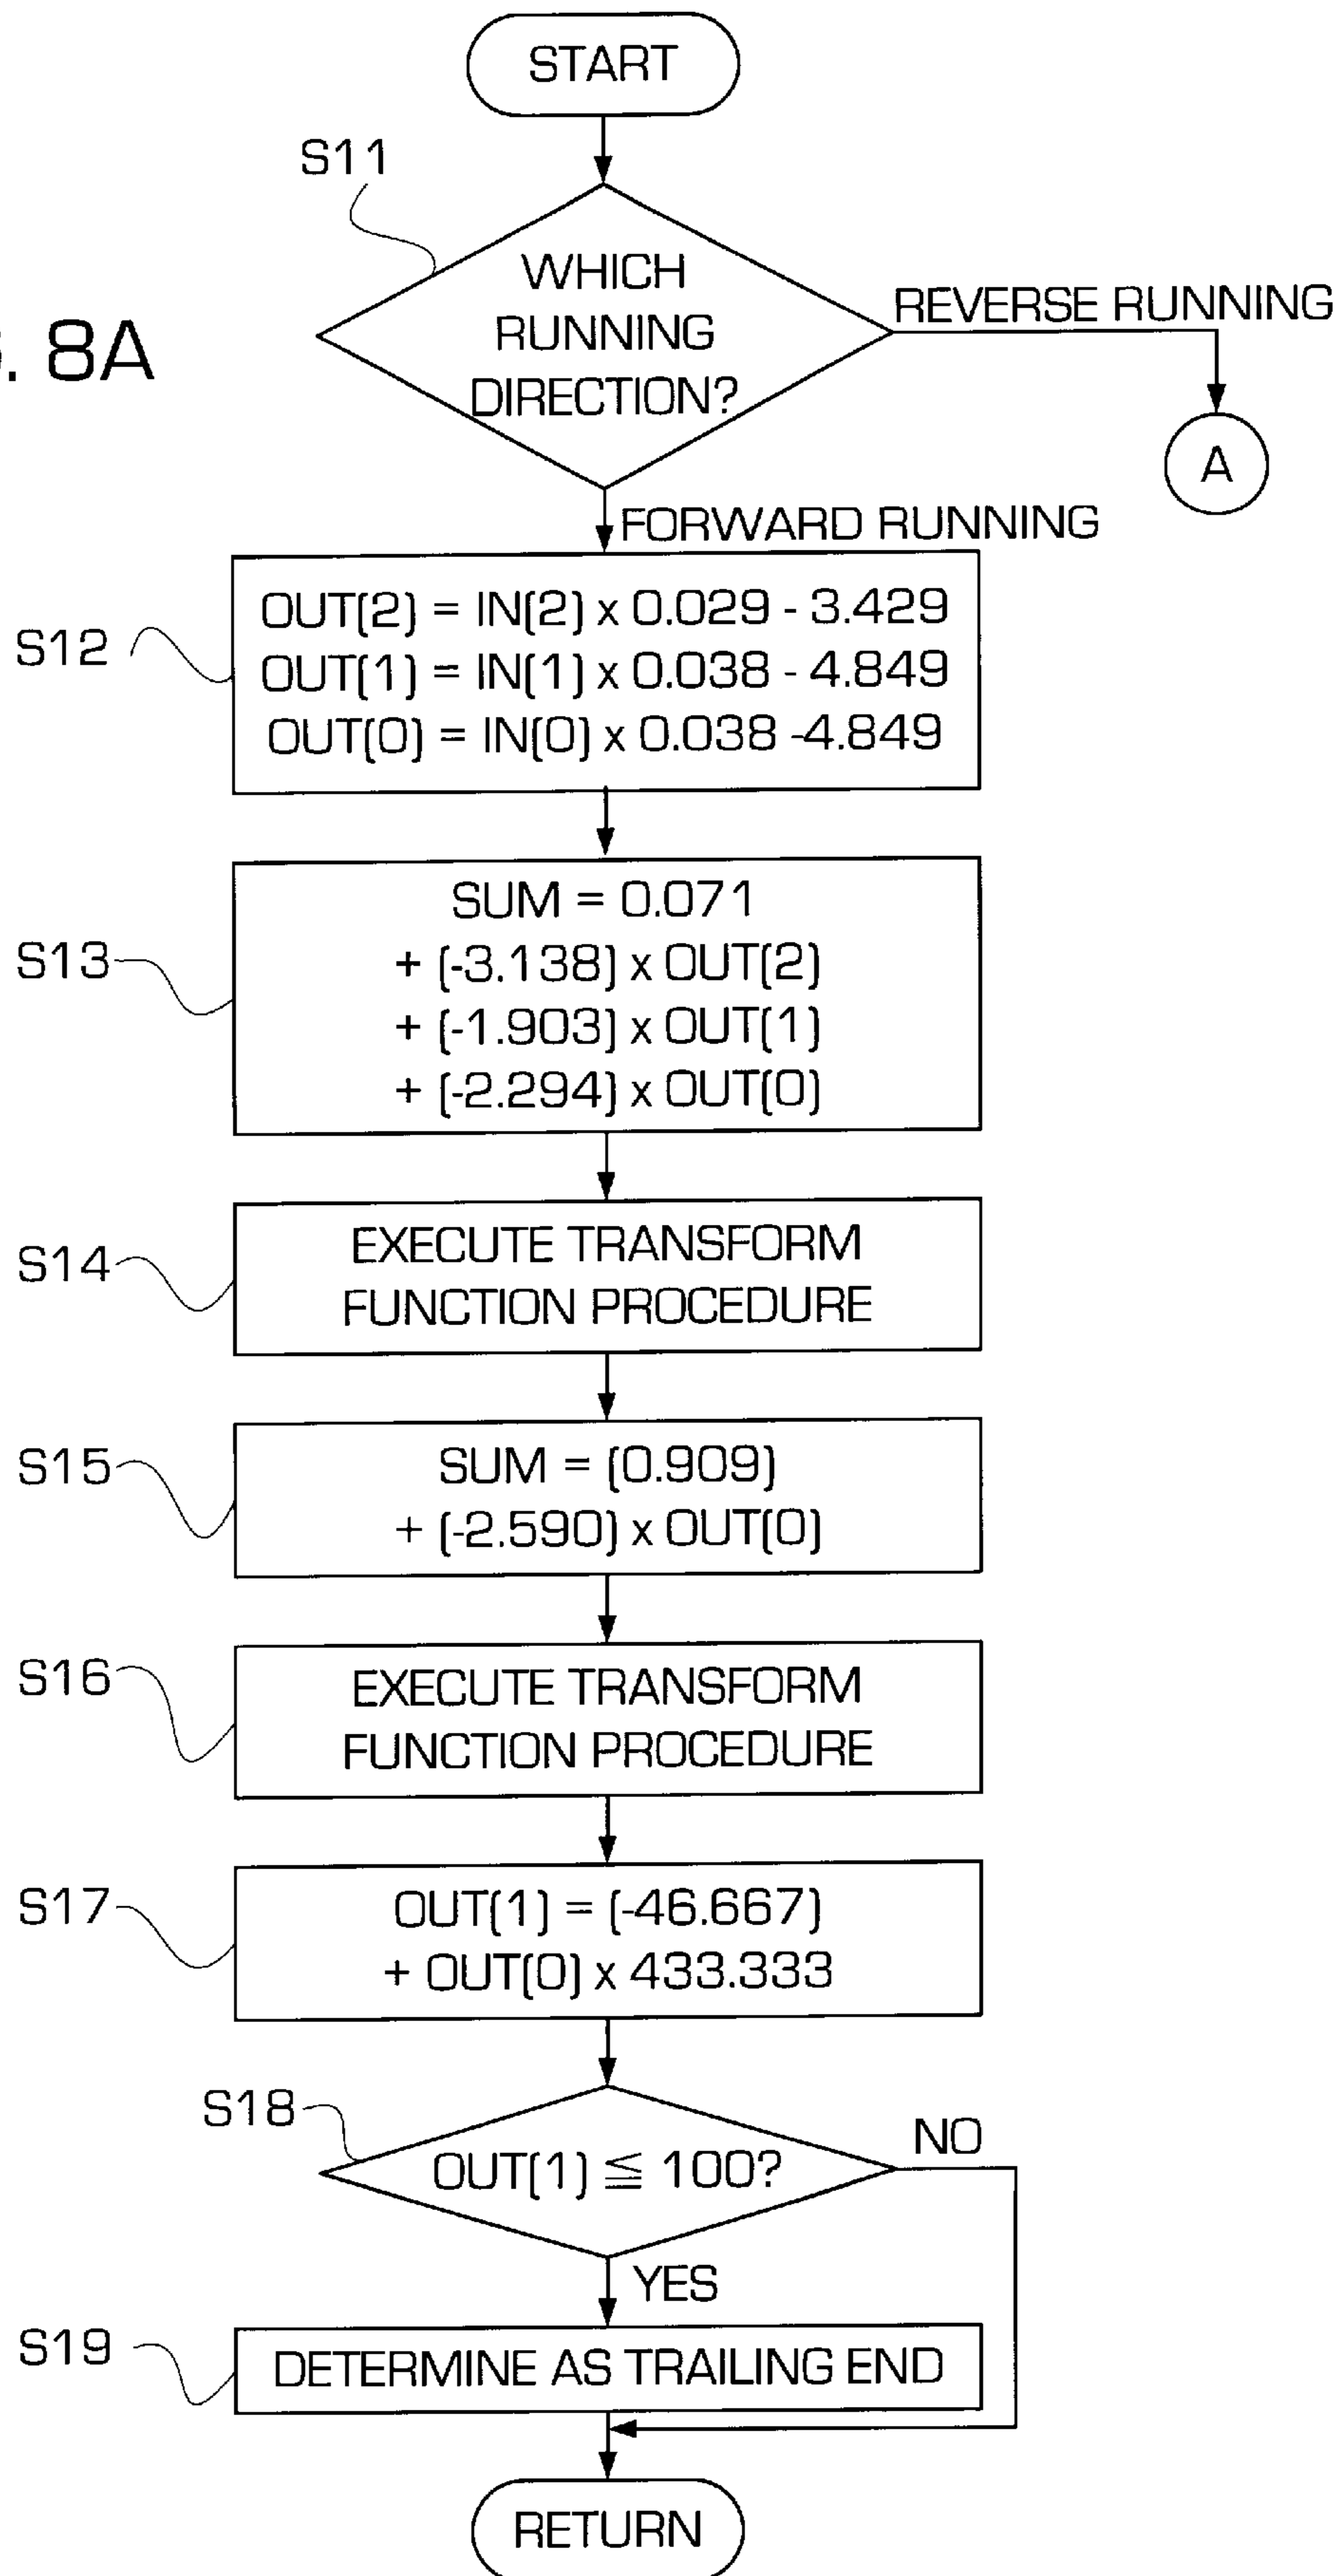 START
S11
WHICH
RUNNING
DIRECTION?
REVERSE RUNNING
. 8A
A
FORWARD RUNNING
S12
OUT(2) = IN(2) x 0.029 - 3.429
OUT(1) = IN(1) x 0.038 - 4.849
OUT(0) = IN(0) x 0.038 -4.849
S13
SUM = 0.071
+ (-3.138) x OUT(2)
+ (-1.903) x OUT(1)
+ (-2.294) x OUT(0)
S14
EXECUTE TRANSFORM
FUNCTION PROCEDURE
S15
SUM = (0.909)
+ (-2.590) x OUT(0)
S16
EXECUTE TRANSFORM
FUNCTION PROCEDURE
S17
OUT(1) = (-46.667)
+ OUT(0) x 433.333
S18
OUT(1) ≦ 100?
NO
YES
S19
DETERMINE AS TRAILING END
RETURN